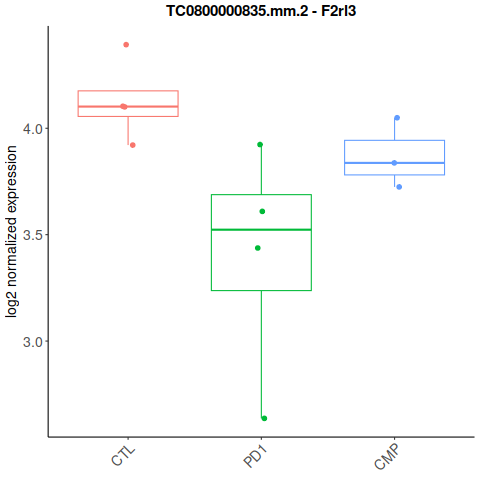 TC0800000835.mm.2 - F2rl3
log2 normalized expression
4.0
3.5
3.0
CTL
PD1
CMP